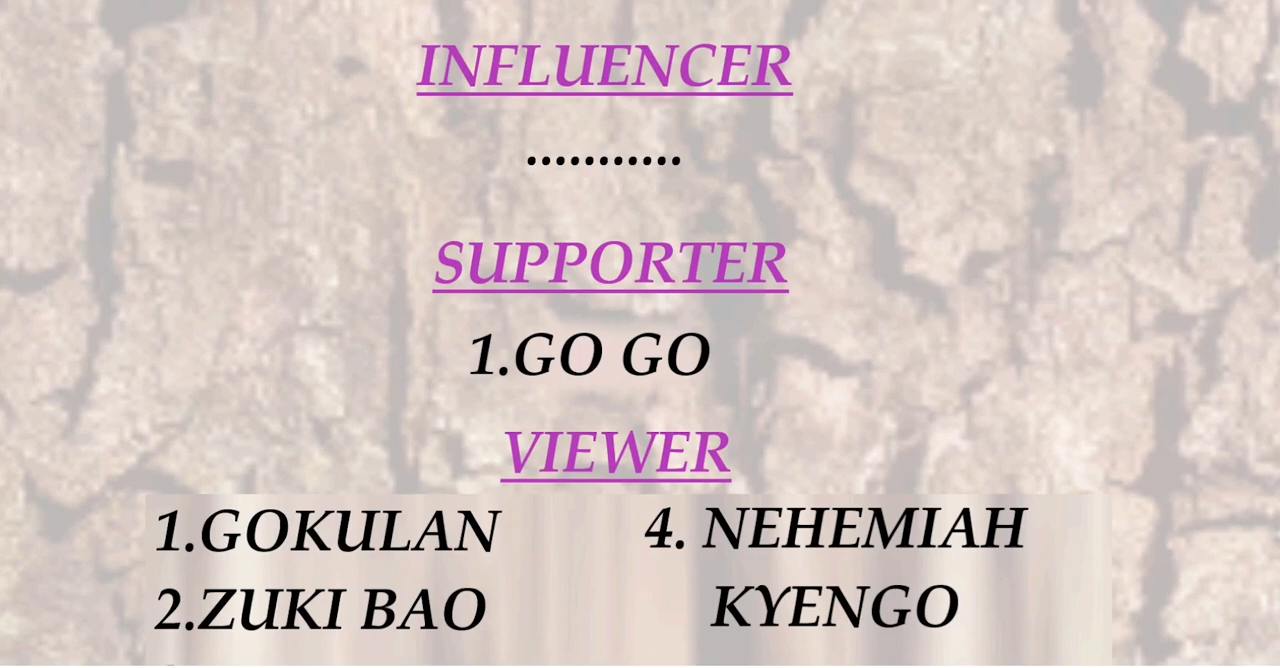 INFLUENCER
...........
SUPPORTER
1.GO GO
VIEWER
1.GOKULAN
2.ZUKI BAO
4. NEHEMIAH
KYENGO